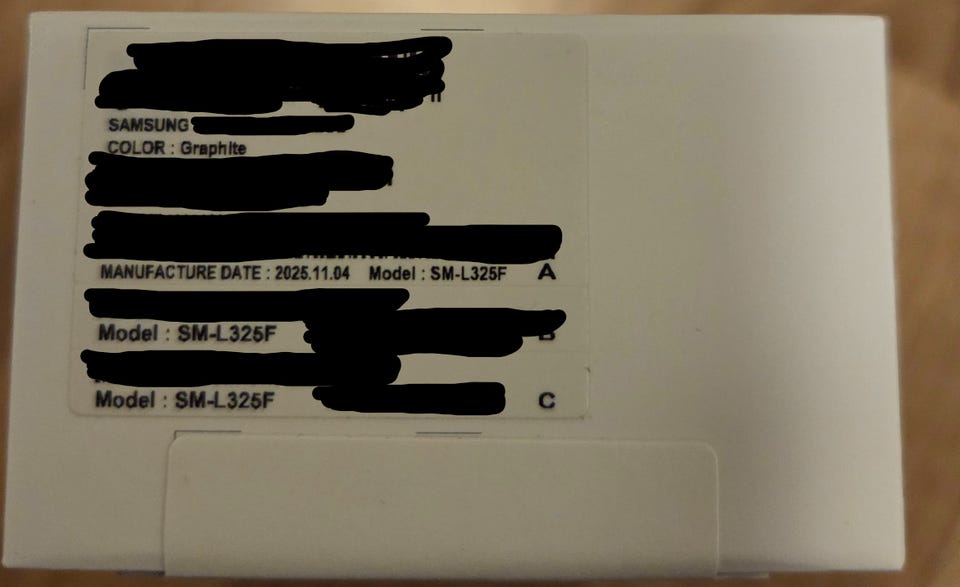 SAMSUNG
COLOR : Graphite
MANUFACTURE DATE : 2025.11.04 Model : SM-L325F A
Model : SM-L325F B
Model : SM-L325F C